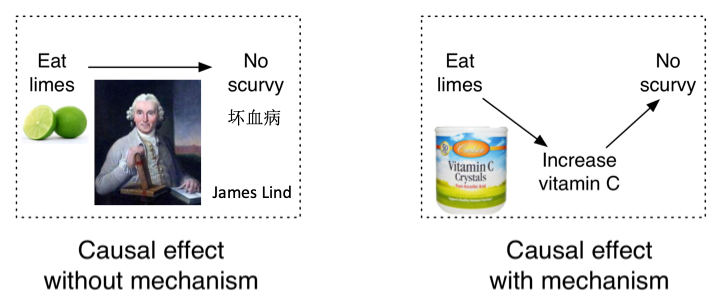 Eat
limes
No
scurvy
坏血病
James Lind
Causal effect
without mechanism
Eat
limes
No
scurvy
Increase
vitamin C
Vitamin C
Crystals
Causal effect
with mechanism